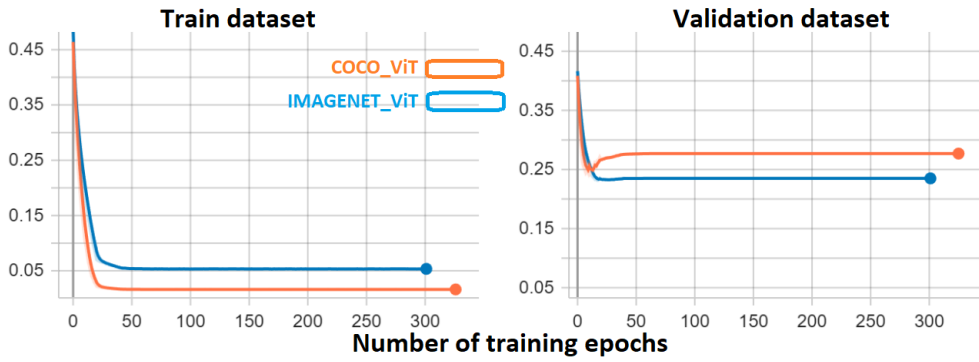 Train dataset
Validation dataset
COCO_ViT
IMAGENET_ViT
0.45
0.35
0.25
0.15
0.05
0 50 100 150 200 250 300
0.45
0.35
0.25
0.15
0.05
0 50 100 150 200 250 300
Number of training epochs